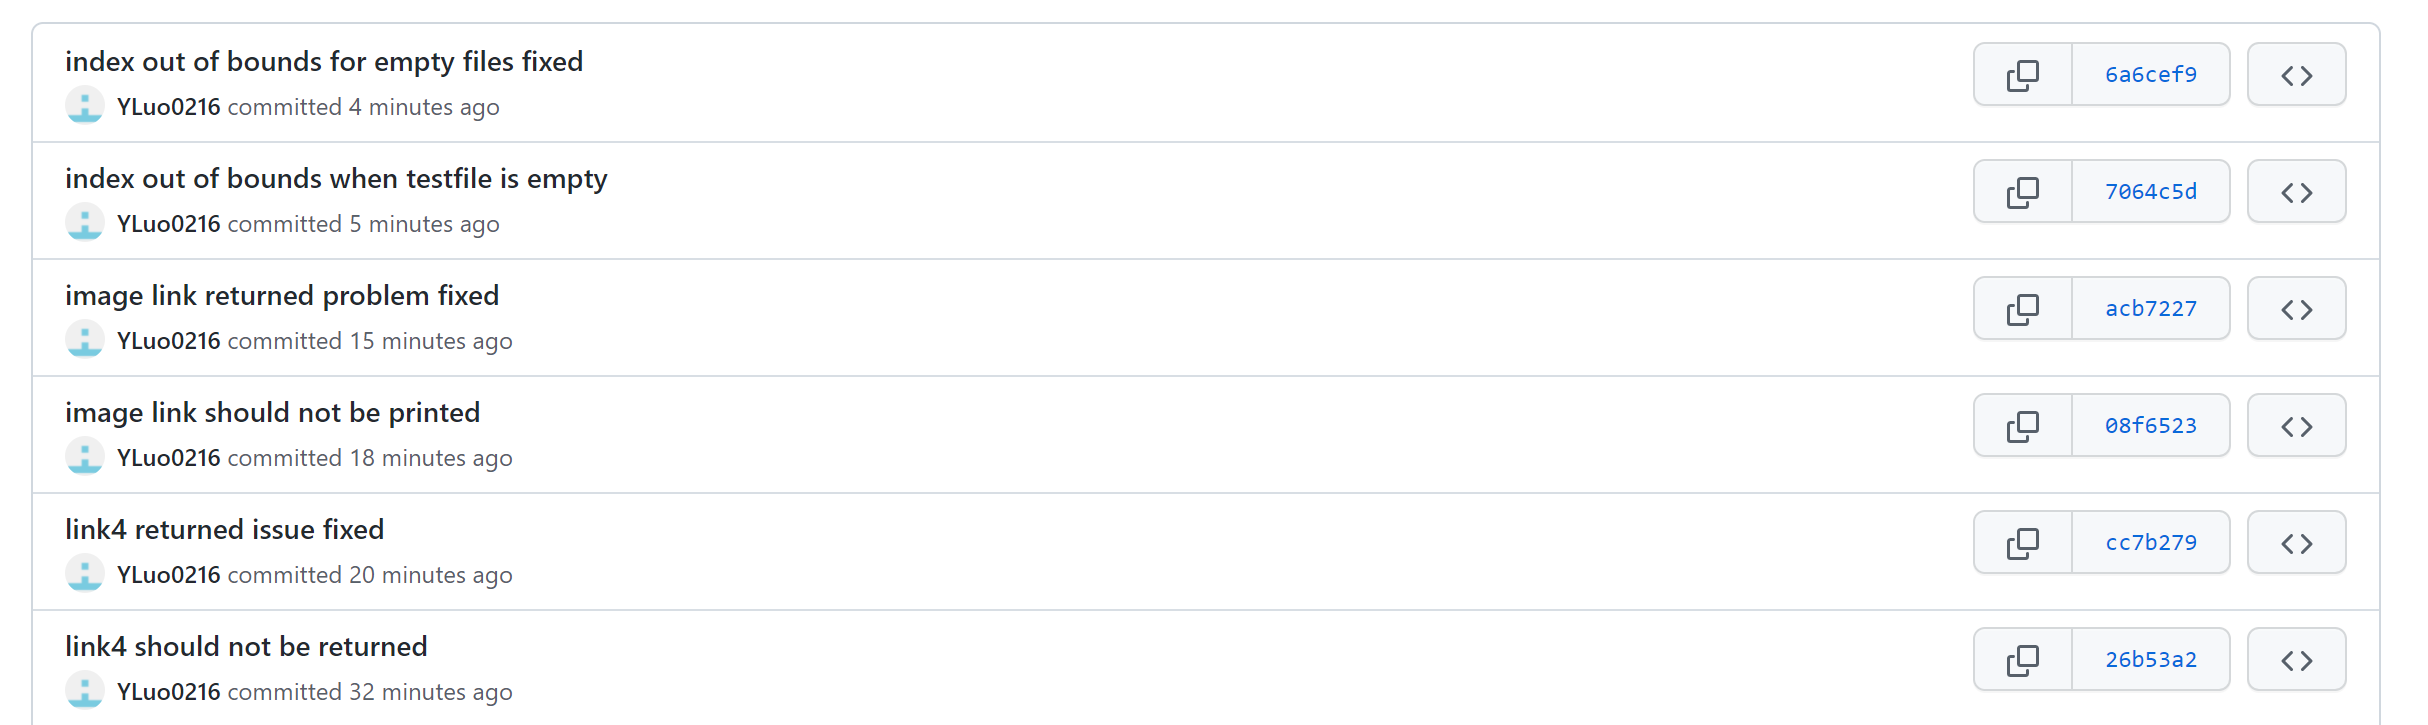 index out of bounds for empty files fixed
YLuo0216 committed 4 minutes ago
6a6cef9
index out of bounds when testfile is empty
YLuo0216 committed 5 minutes ago
7064c5d
image link returned problem fixed
YLuo0216 committed 15 minutes ago
acb7227
image link should not be printed
YLuo0216 committed 18 minutes ago
08f6523
link4 returned issue fixed
YLuo0216 committed 20 minutes ago
cc7b279
link4 should not be returned
YLuo0216 committed 32 minutes ago
26b53a2